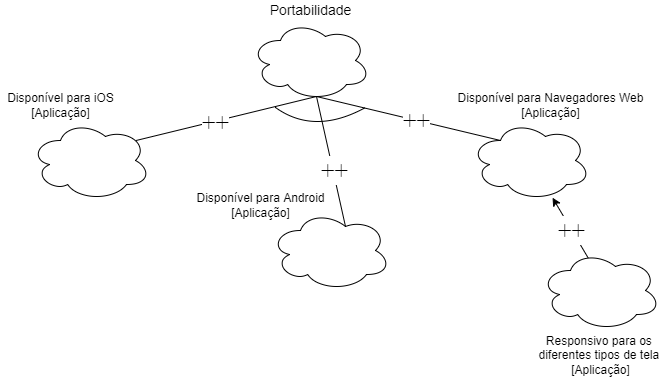 Portabilidade
Disponível para iOS
[Aplicação]
Disponível para Navegadores Web
[Aplicação]
++
++
++
Disponível para Android
[Aplicação]
++
Responsivo para os
diferentes tipos de tela
[Aplicação]